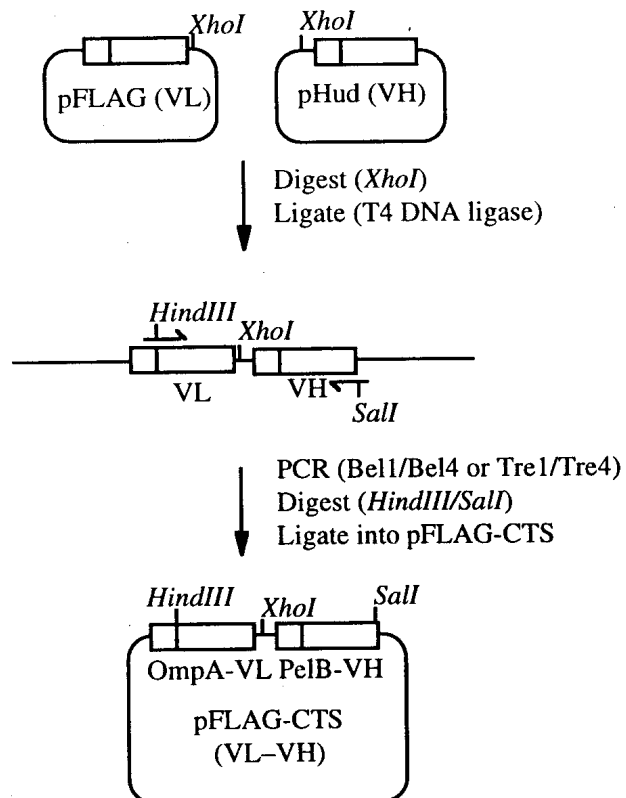 XhoI
XhoI
pFLAG (VL)
pHud (VH)
Digest (XhoI)
Ligate (T4 DNA ligase)
HindIII
XhoI
VL
VH
SalI
PCR (Bel1/Bel4 or Tre1/Tre4)
Digest (HindIII/SalI)
Ligate into pFLAG-CTS
HindIII
XhoI
SalI
OmpA-VL PelB-VH
pFLAG-CTS
(VL–VH)